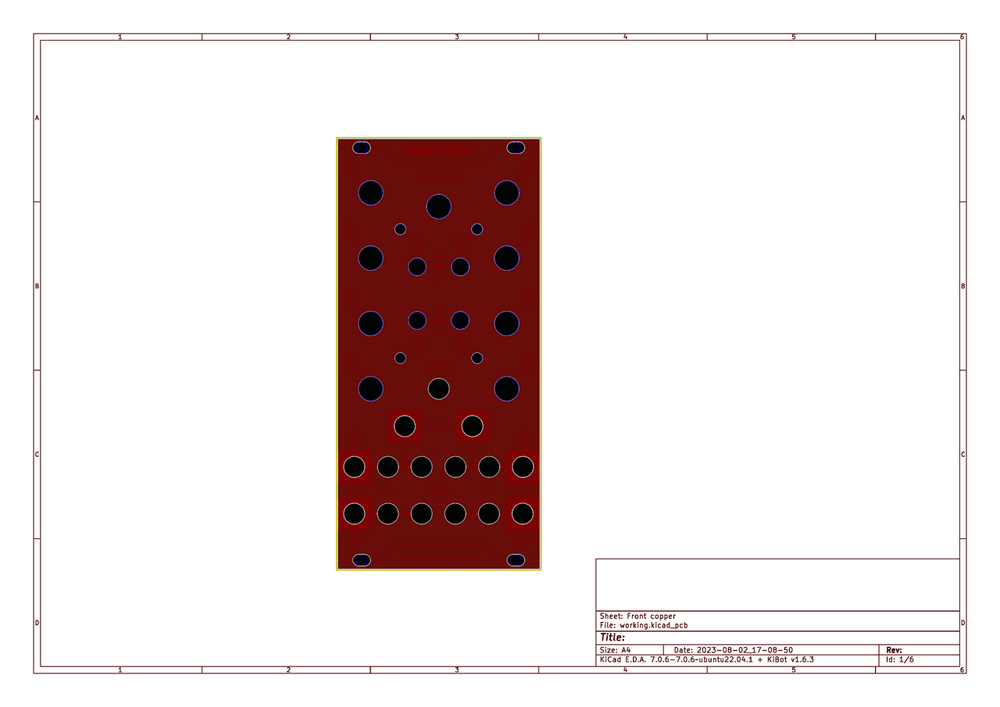 1 2 3 4 5 6
A A
B B
C C
D D
Sheet: Front copper
File: working.kicad_pcb
Title:
Size: A4 Date: 2023-08-02_17-08-50 Rev:
KiCad E.D.A. 7.0.6-7.0.6~ubuntu22.04.1 + KiBot v1.6.3 Id: 1/6
1 2 3 4 5 6